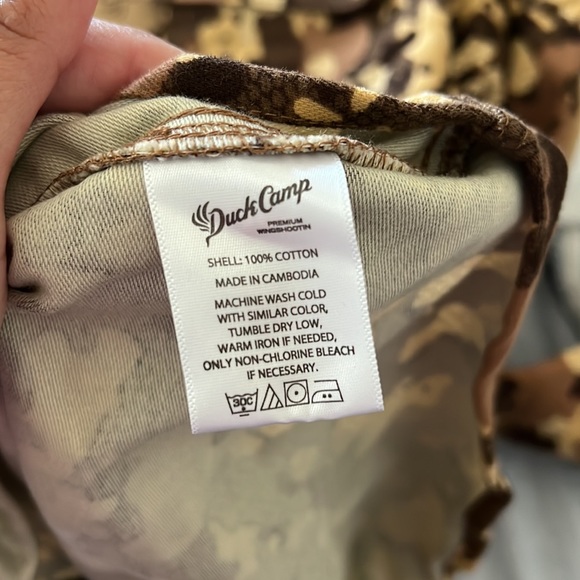 Duck Camp
PREMIUM
WINGSHOOTIN
SHELL: 100% COTTON
MADE IN CAMBODIA
MACHINE WASH COLD
WITH SIMILAR COLOR,
TUMBLE DRY LOW,
WARM IRON IF NEEDED,
ONLY NON-CHLORINE BLEACH
IF NECESSARY.
30C